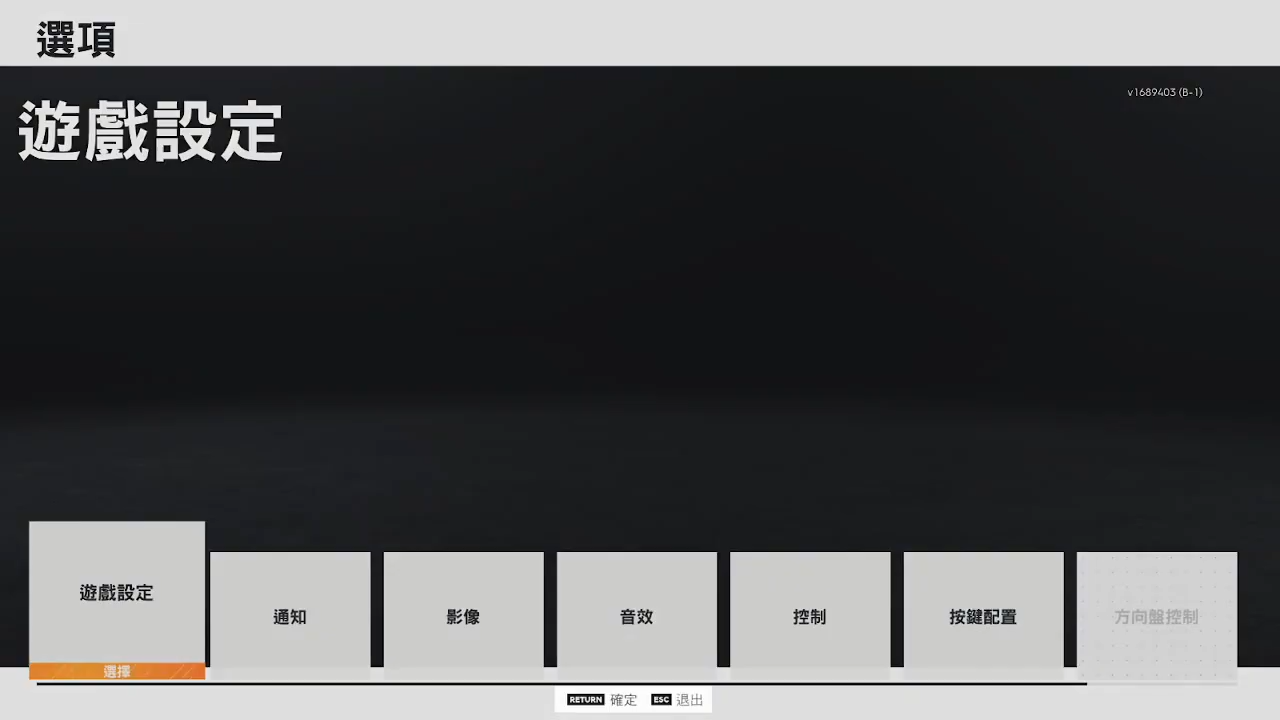 選項
v1689403 (B-1)
遊戲設定
遊戲設定
選擇
通知
影像
音效
控制
按鍵配置
方向盤控制
RETURN 確定 ESC 退出